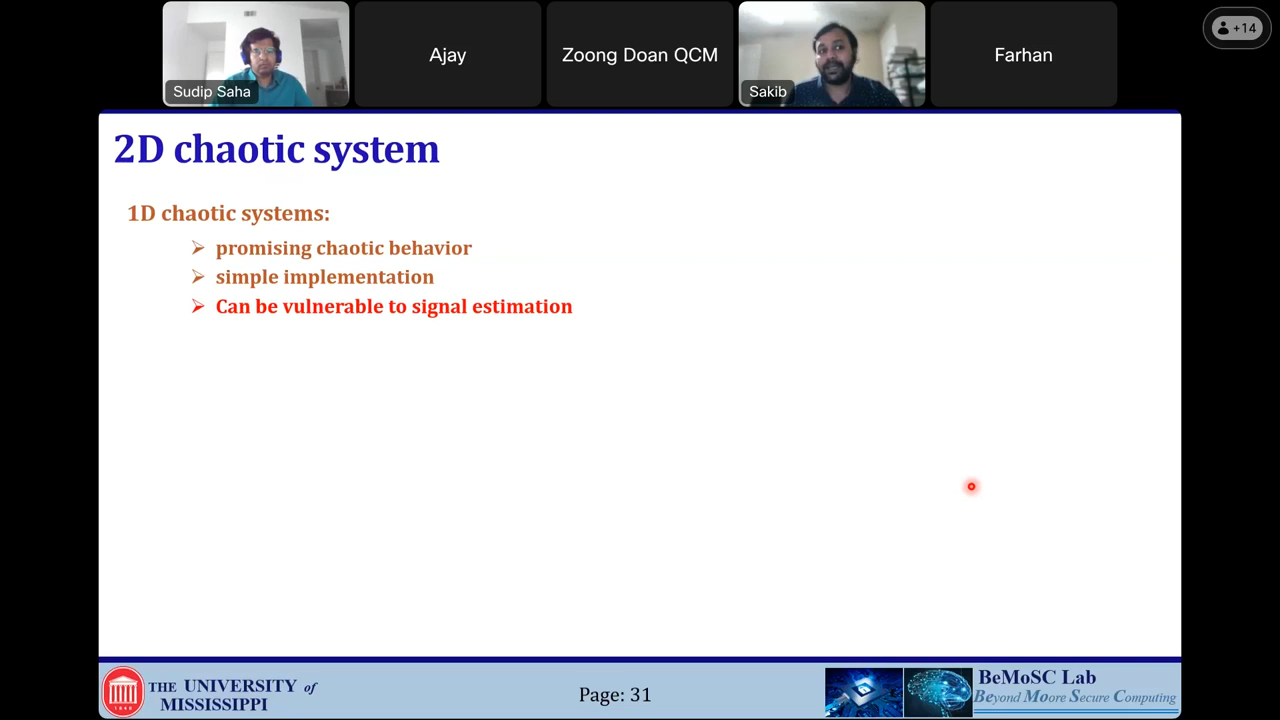 Sudip Saha
Ajay
Zoong Doan QCM
Sakib
Farhan
+14
2D chaotic system
1D chaotic systems:
➢ promising chaotic behavior
➢ simple implementation
➢ Can be vulnerable to signal estimation
1848
THE UNIVERSITY of
MISSISSIPPI
Page: 31
BeMoSC Lab
Beyond Moore Secure Computing